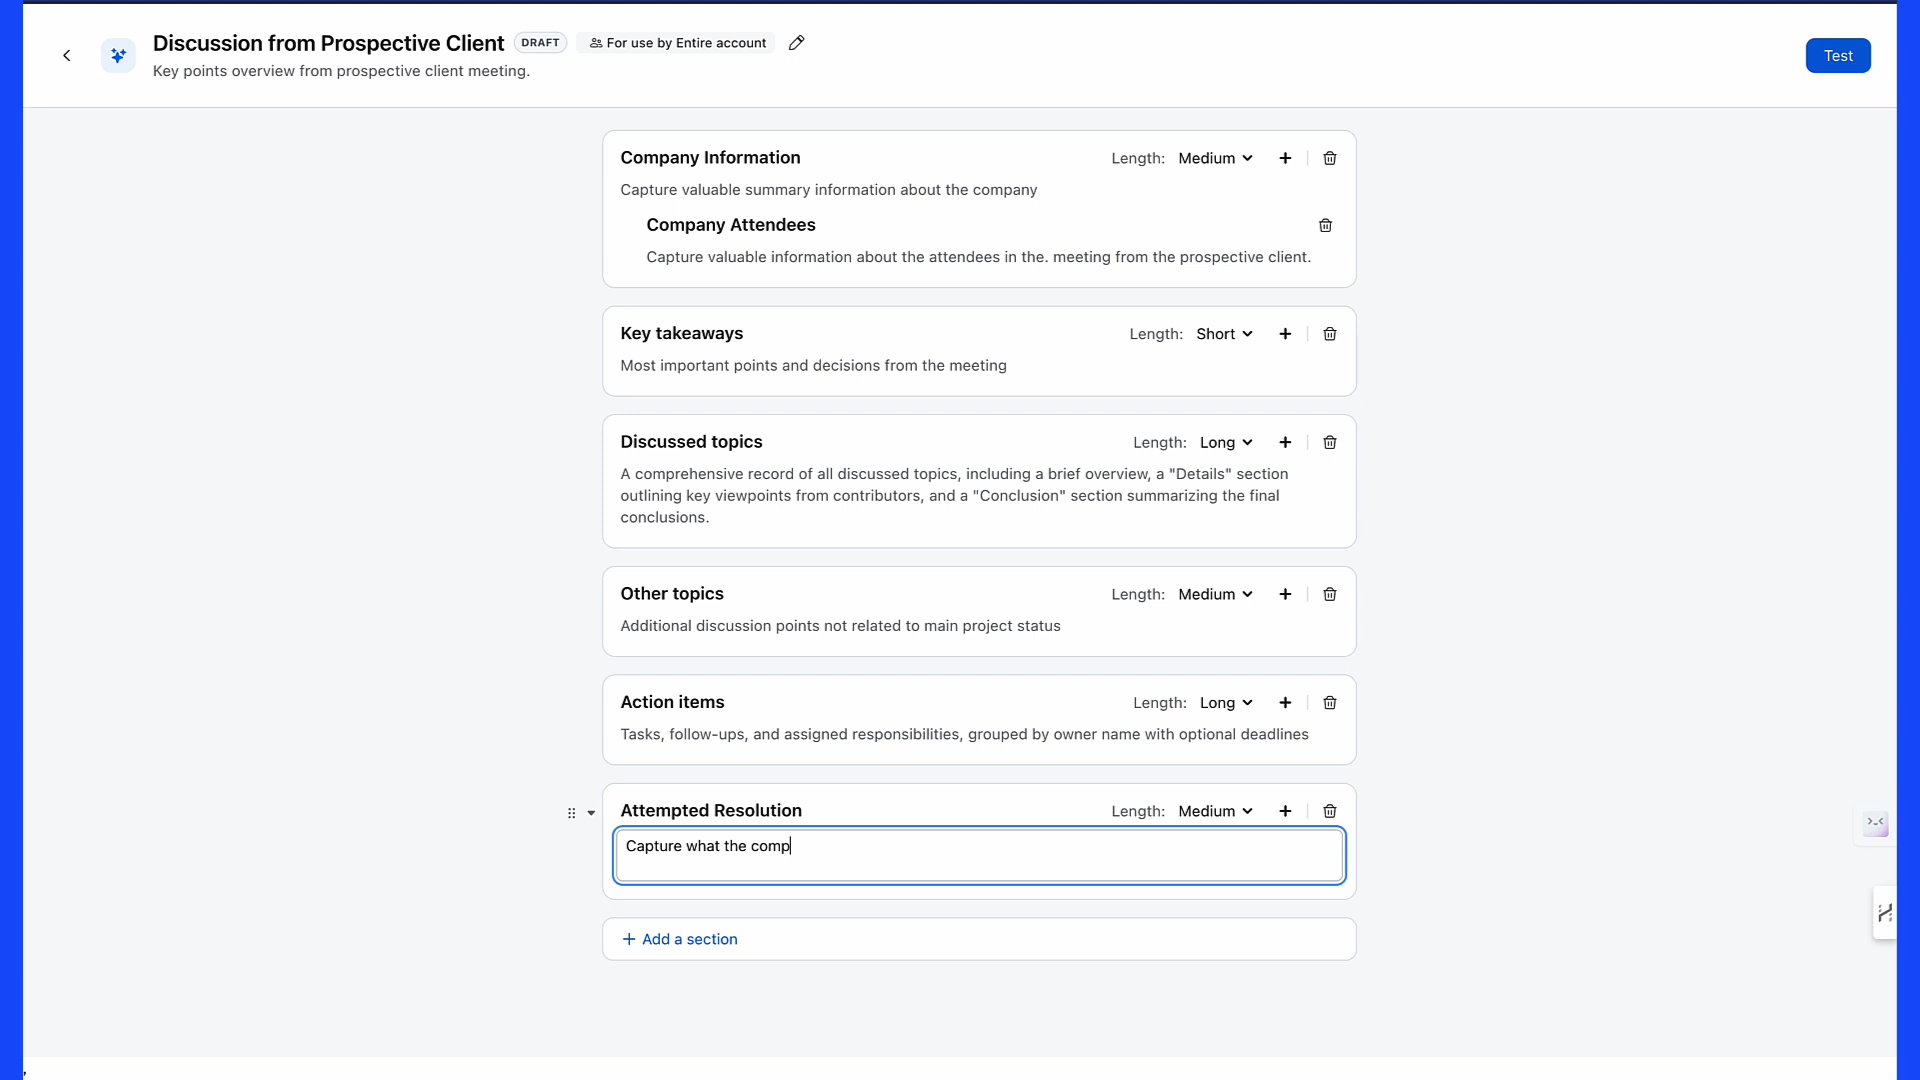 Discussion from Prospective Client DRAFT For use by Entire account
Key points overview from prospective client meeting.
Test
Company Information Length: Medium
Capture valuable summary information about the company
Company Attendees
Capture valuable information about the attendees in the. meeting from the prospective client.
Key takeaways Length: Short
Most important points and decisions from the meeting
Discussed topics Length: Long
A comprehensive record of all discussed topics, including a brief overview, a "Details" section
outlining key viewpoints from contributors, and a "Conclusion" section summarizing the final
conclusions.
Other topics Length: Medium
Additional discussion points not related to main project status
Action items Length: Long
Tasks, follow-ups, and assigned responsibilities, grouped by owner name with optional deadlines
Attempted Resolution Length: Medium
Capture what the comp
+ Add a section